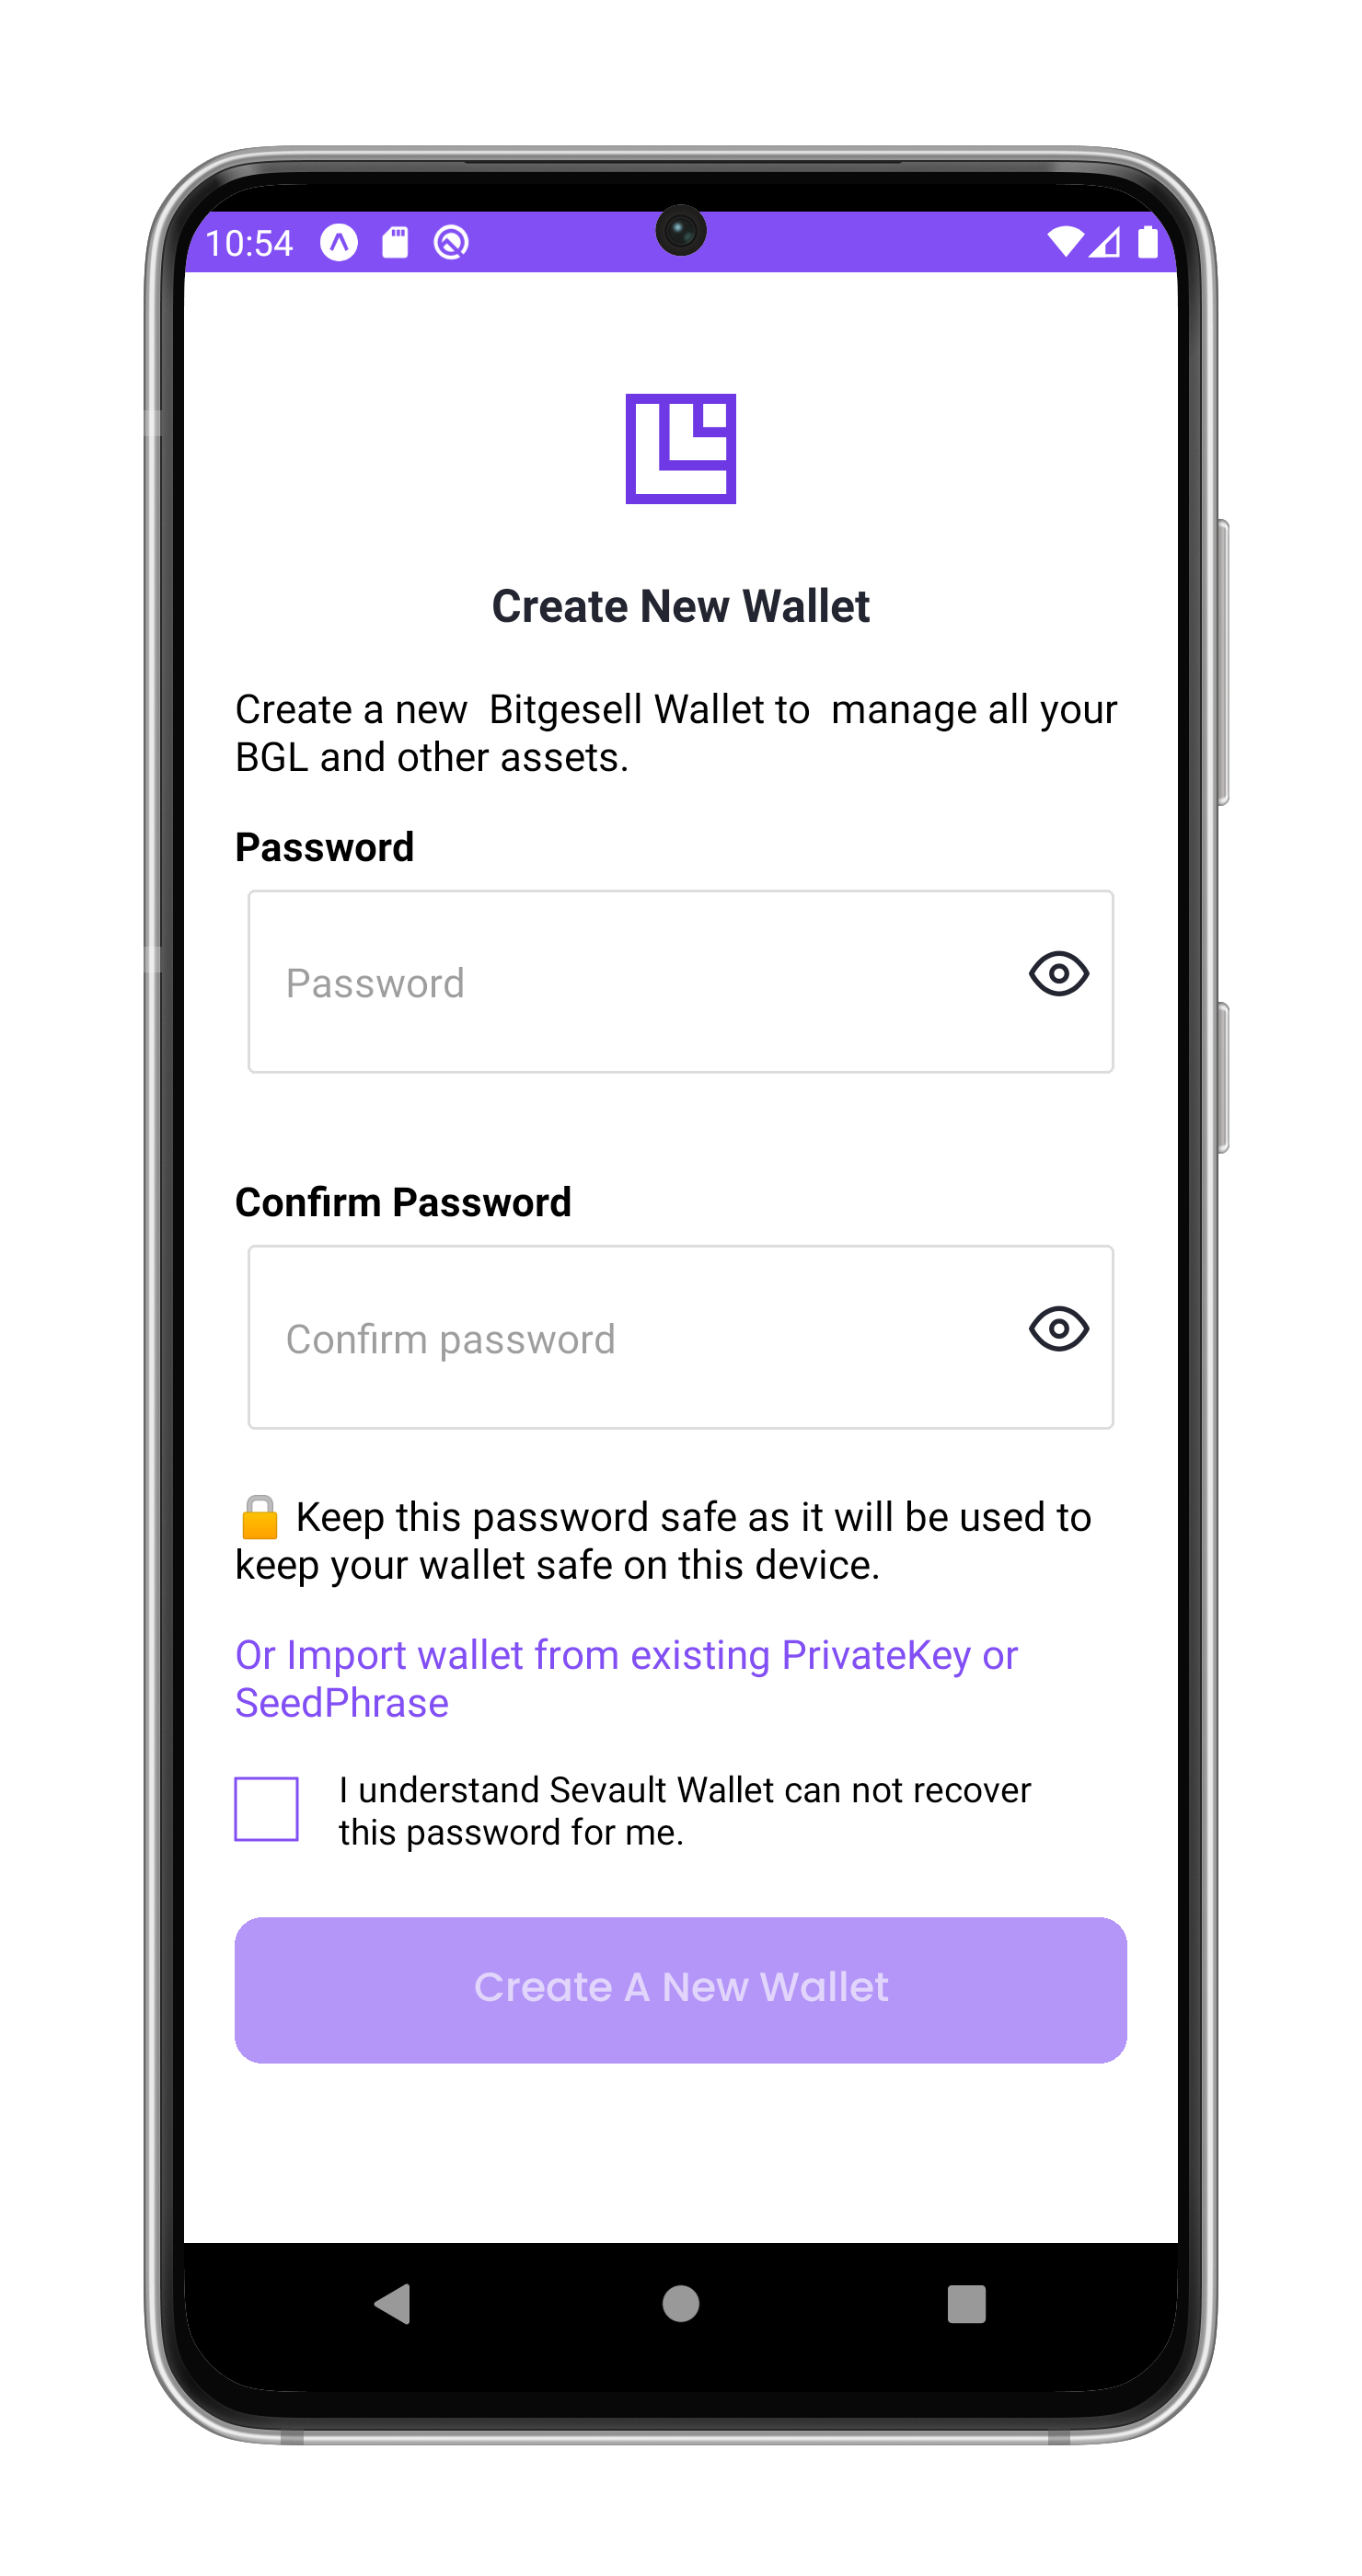 10:54
Create New Wallet
Create a new  Bitgesell Wallet to  manage all your
BGL and other assets.
Password
Password
Confirm Password
Confirm password
🔒 Keep this password safe as it will be used to
keep your wallet safe on this device.
Or Import wallet from existing PrivateKey or
SeedPhrase
I understand Sevault Wallet can not recover
this password for me.
Create A New Wallet